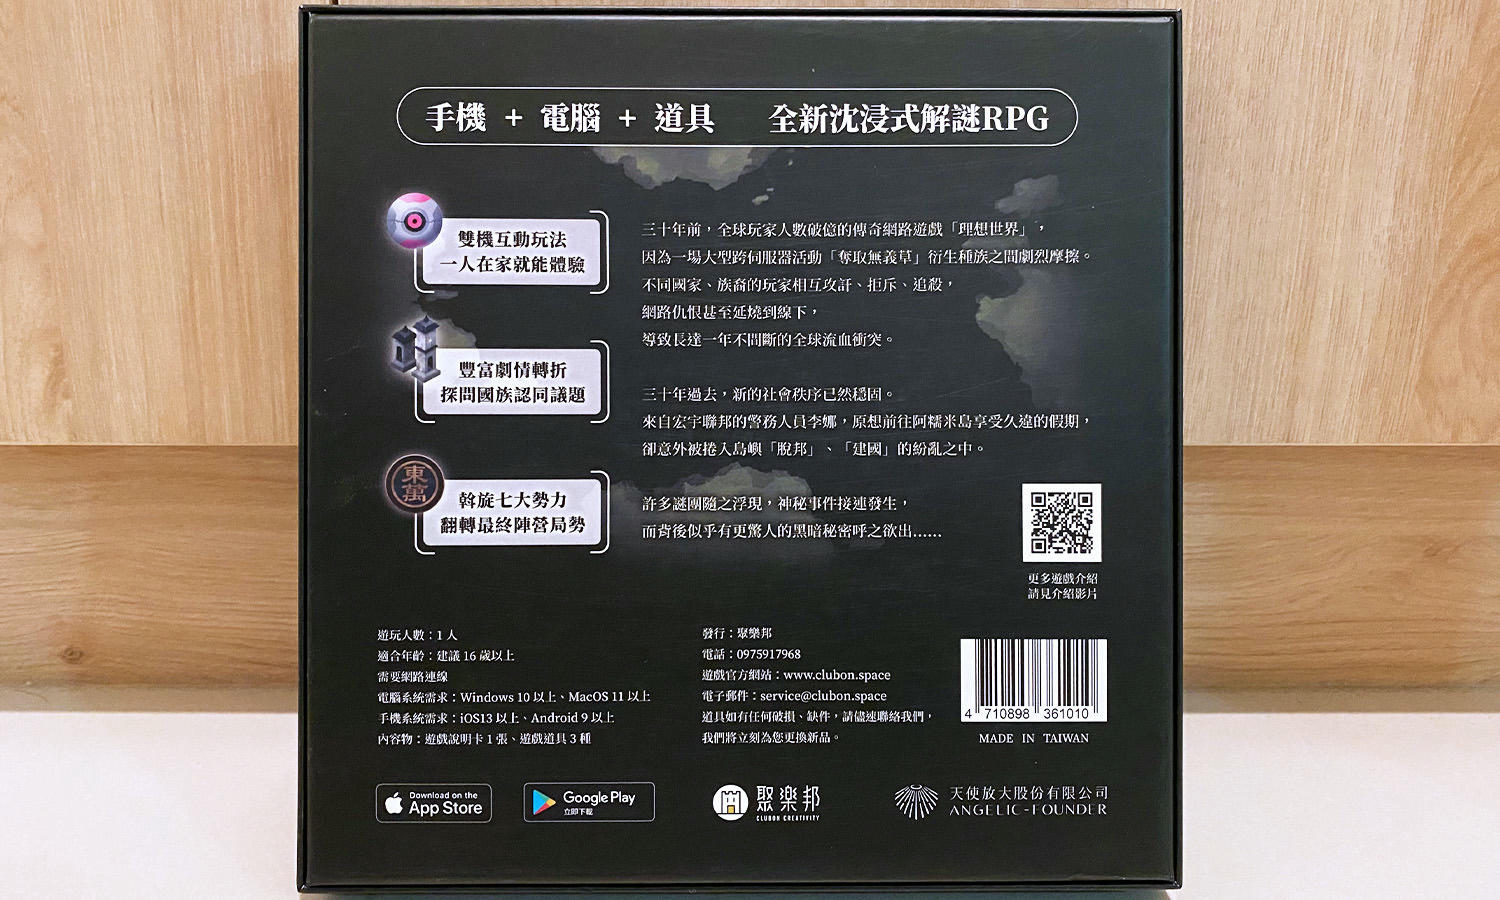 手機 + 電腦 + 道具 全新沈浸式解謎RPG
雙機互動玩法
一人在家就能體驗
豐富劇情轉折
探問國族認同議題
東萬
斡旋七大勢力
翻轉最終陣營局勢
三十年前，全球玩家人數破億的傳奇網路遊戲「理想世界」，
因為一場大型跨伺服器活動「奪取無義草」衍生種族之間劇烈摩擦。
不同國家、族裔的玩家相互攻訐、拒斥、追殺，
網路仇恨甚至延燒到線下，
導致長達一年不間斷的全球流血衝突。
三十年過去，新的社會秩序已然穩固。
來自宏宇聯邦的警務人員李娜，原想前往阿糯米島享受久違的假期，
卻意外被捲入島嶼「脫邦」、「建國」的紛亂之中。
許多謎團隨之浮現，神秘事件接連發生，
而背後似乎有更驚人的黑暗秘密呼之欲出......
更多遊戲介紹
請見介紹影片
遊玩人數：1 人
適合年齡：建議 16 歲以上
需要網路連線
電腦系統需求：Windows 10 以上、MacOS 11 以上
手機系統需求：iOS13 以上、Android 9 以上
內容物：遊戲說明卡 1 張、遊戲道具 3 種
發行：聚樂邦
電話：0975917968
遊戲官方網站：www.clubon.space
電子郵件：service@clubon.space
道具如有任何破損、缺件，請儘速聯絡我們，
我們將立刻為您更換新品。
4 710898 361010
MADE IN TAIWAN
Download on the
App Store
Google Play
立即下載
聚樂邦
CLUBON CREATIVITY
天使放大股份有限公司
ANGELIC-FOUNDER